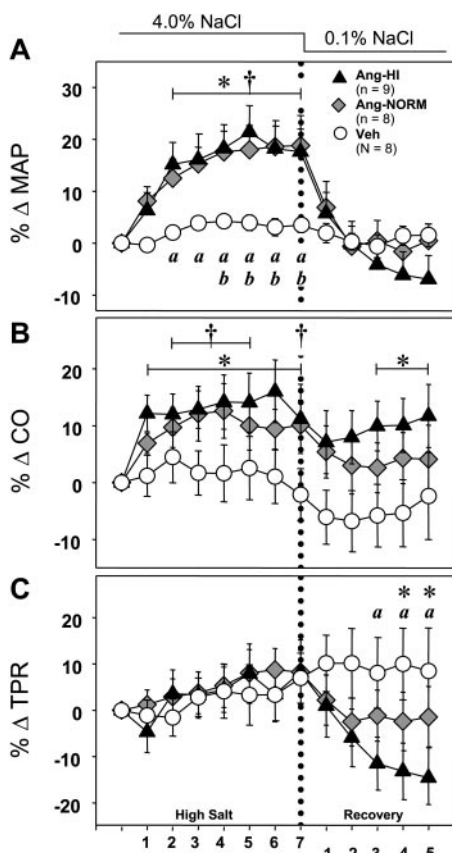 4.0% NaCl
0.1% NaCl
A
Ang-HI
(n = 9)
Ang-NORM
(n = 8)
Veh
(N = 8)
* †
30
20
10
0
-10
% Δ MAP
a a a a a a
b b b b
B
†
†
*
*
20
10
0
-10
% Δ CO
C
* *
a a a
20
10
0
-10
-20
% Δ TPR
High Salt
Recovery
1 2 3 4 5 6 7 1 2 3 4 5